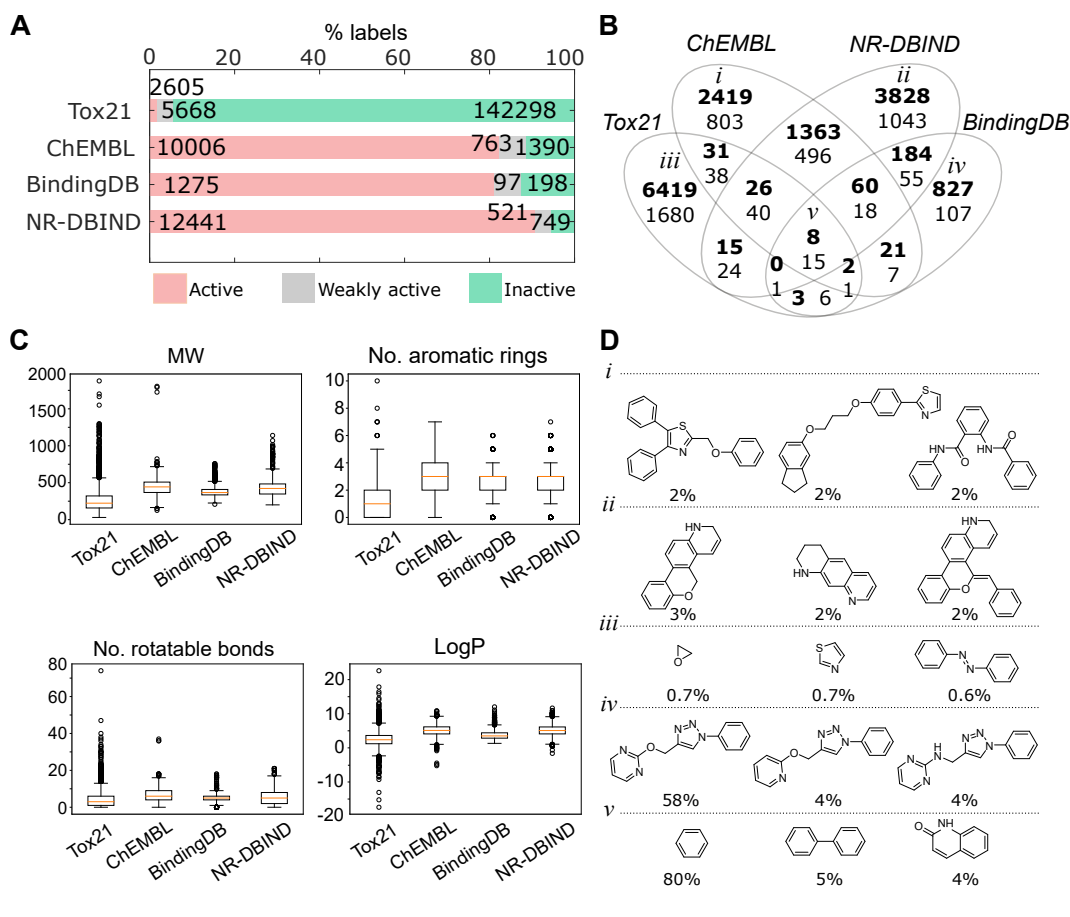 A
% labels
0 20 40 60 80 100
2605
Tox21 5668 142298
ChEMBL 10006 763 1390
BindingDB 1275 97 198
NR-DBIND 12441 521 749
Active Weakly active Inactive
B
ChEMBL NR-DBIND
Tox21 BindingDB
i
2419
803
ii
3828
1043
1363
496
31
38
184
55
iii
6419
1680
iv
827
107
26
40
60
18
v
8
15
15
24
21
7
0
1
2
1
3 6
C
MW
2000
1500
1000
500
0
Tox21 ChEMBL BindingDB NR-DBIND
No. aromatic rings
10
8
6
4
2
0
Tox21 ChEMBL BindingDB NR-DBIND
No. rotatable bonds
80
60
40
20
0
Tox21 ChEMBL BindingDB NR-DBIND
LogP
20
10
0
-10
-20
Tox21 ChEMBL BindingDB NR-DBIND
D
i
S N O
O O S N
NH O NH O
2% 2% 2%
ii
HN O
HN N
HN O
3% 2% 2%
iii
O
S N
N N
0.7% 0.7% 0.6%
iv
N N O N N N
N O N N N
N N H N N N N
58% 4% 4%
v
O NH
80% 5% 4%